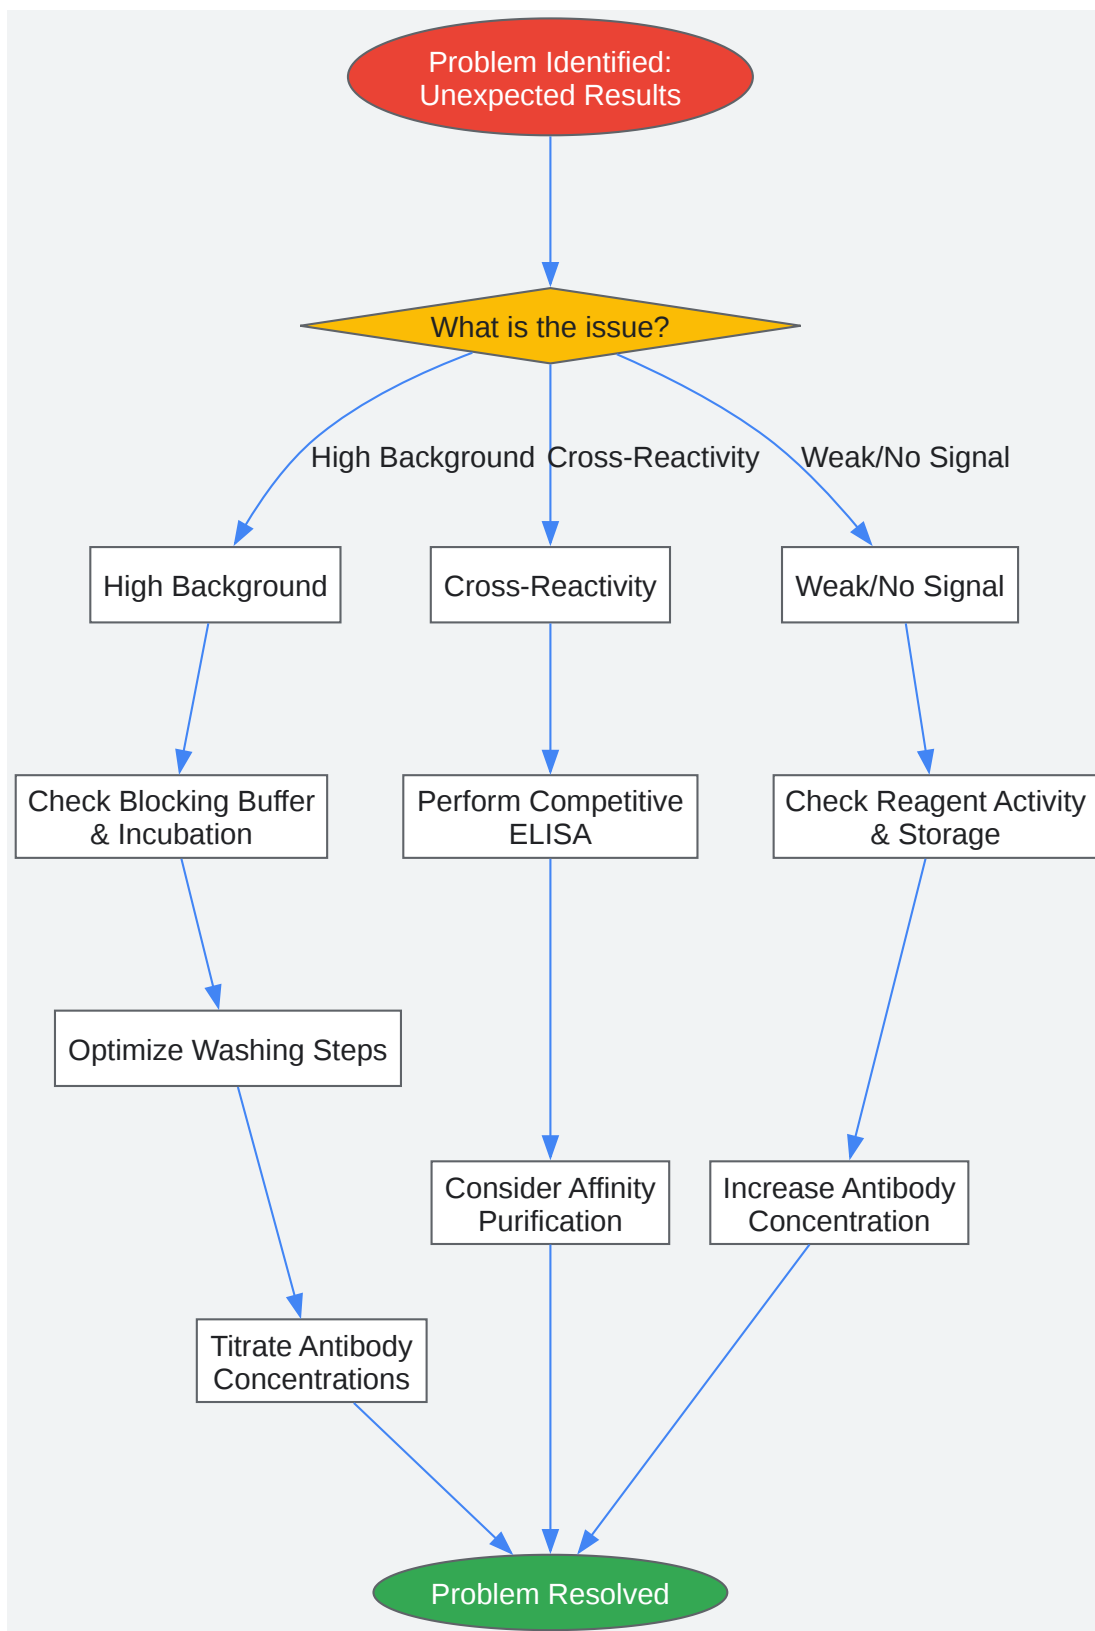 Problem Identified:
Unexpected Results
What is the issue?
High Background
Cross-Reactivity
Weak/No Signal
High Background
Cross-Reactivity
Weak/No Signal
Check Blocking Buffer
& Incubation
Perform Competitive
ELISA
Check Reagent Activity
& Storage
Optimize Washing Steps
Consider Affinity
Purification
Increase Antibody
Concentration
Titrate Antibody
Concentrations
Problem Resolved